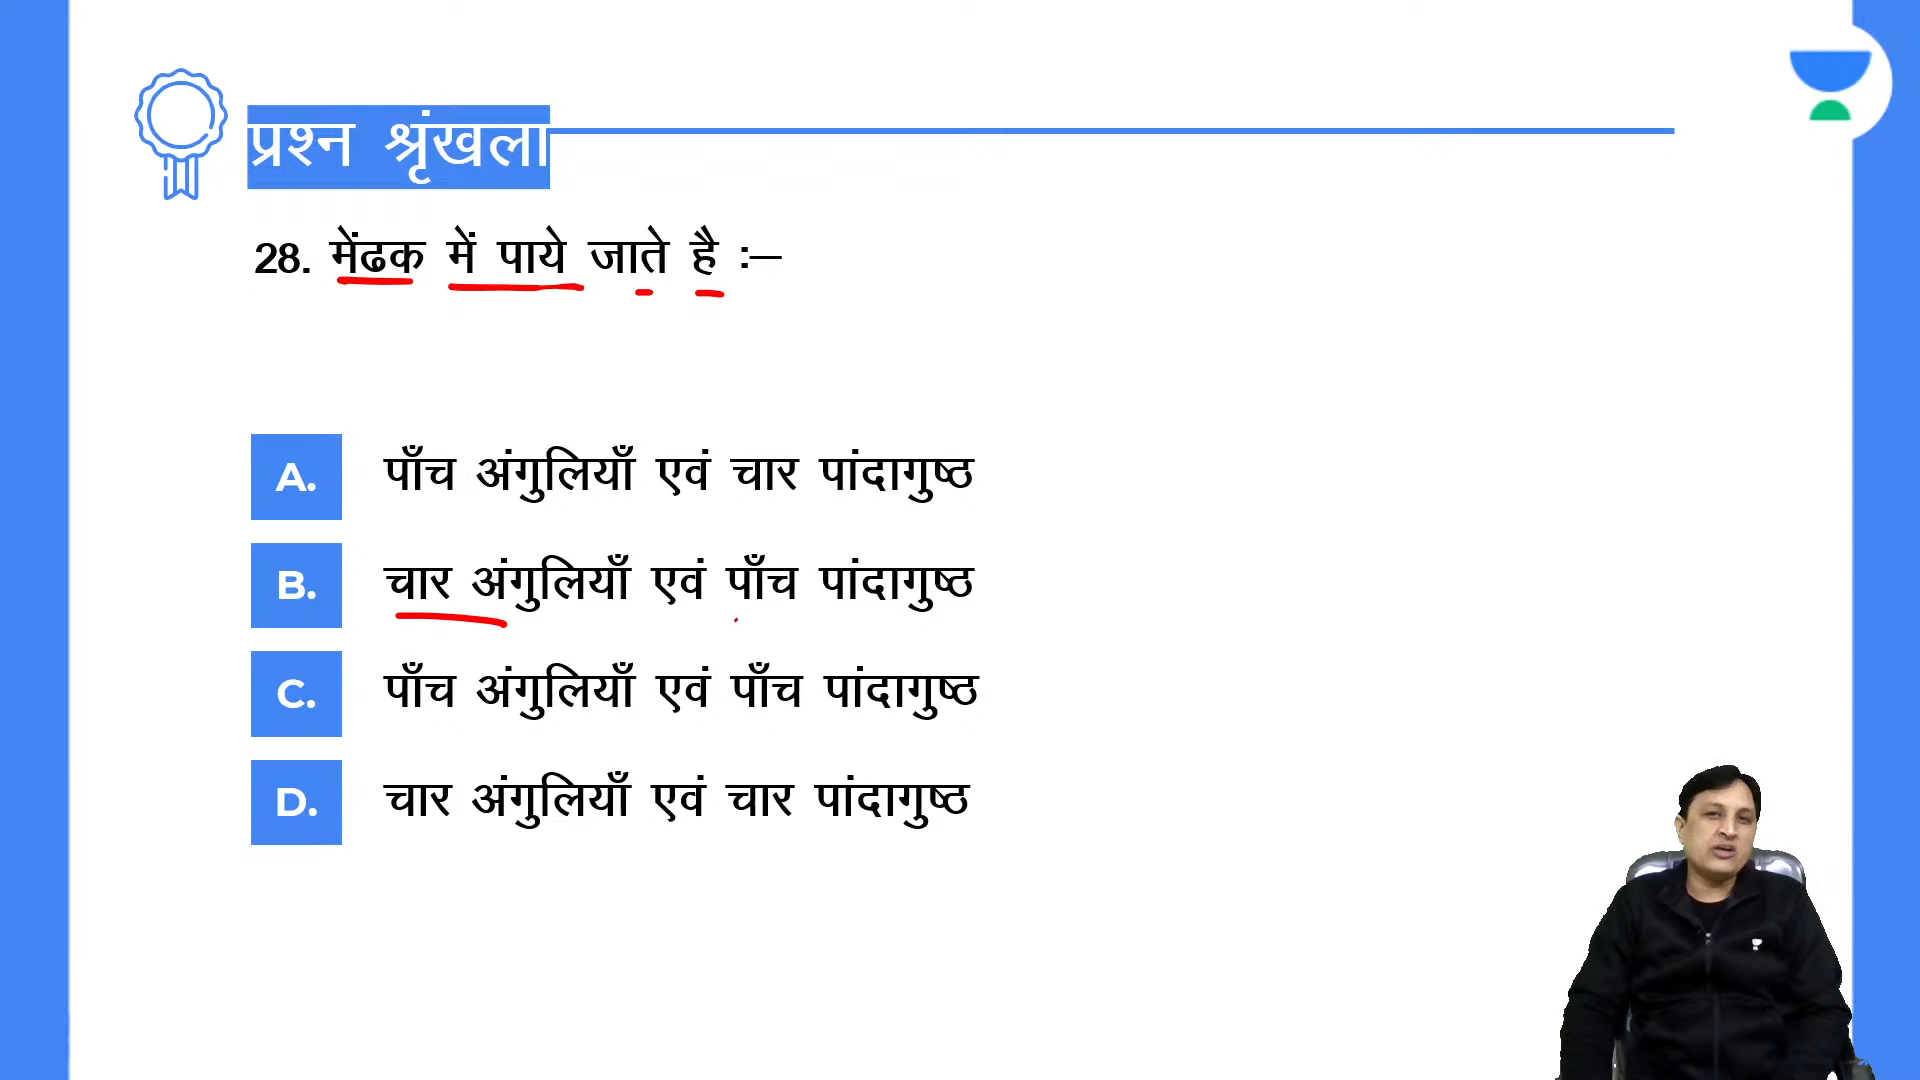 प्रश्न श्रृंखला
28. मेंढक में पाये जाते है :–
A. पाँच अंगुलियाँ एवं चार पांदागुष्ठ
B. चार अंगुलियाँ एवं पाँच पांदागुष्ठ
C. पाँच अंगुलियाँ एवं पाँच पांदागुष्ठ
D. चार अंगुलियाँ एवं चार पांदागुष्ठ